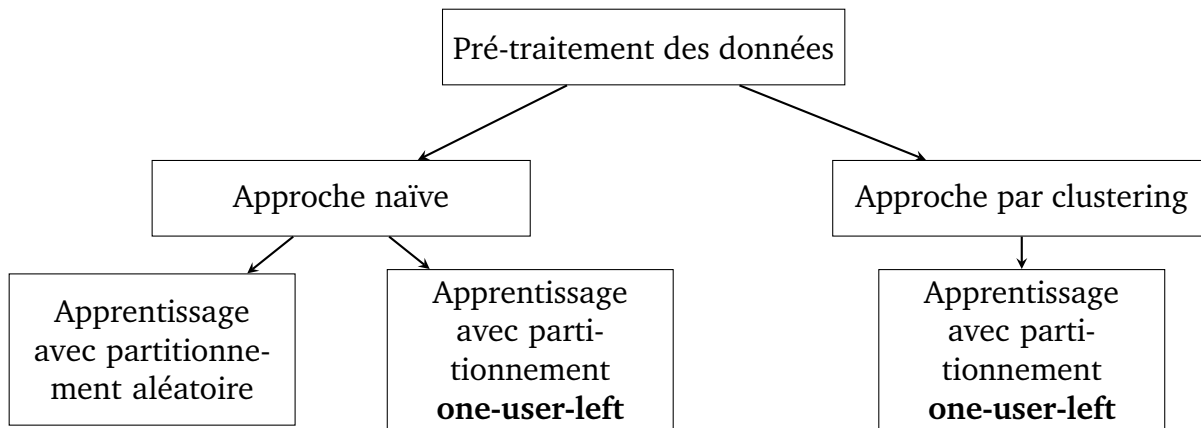 Pré-traitement des données
Approche naïve
Approche par clustering
Apprentissage
avec partitionne-
ment aléatoire
Apprentissage
avec parti-
tionnement
one-user-left
Apprentissage
avec parti-
tionnement
one-user-left